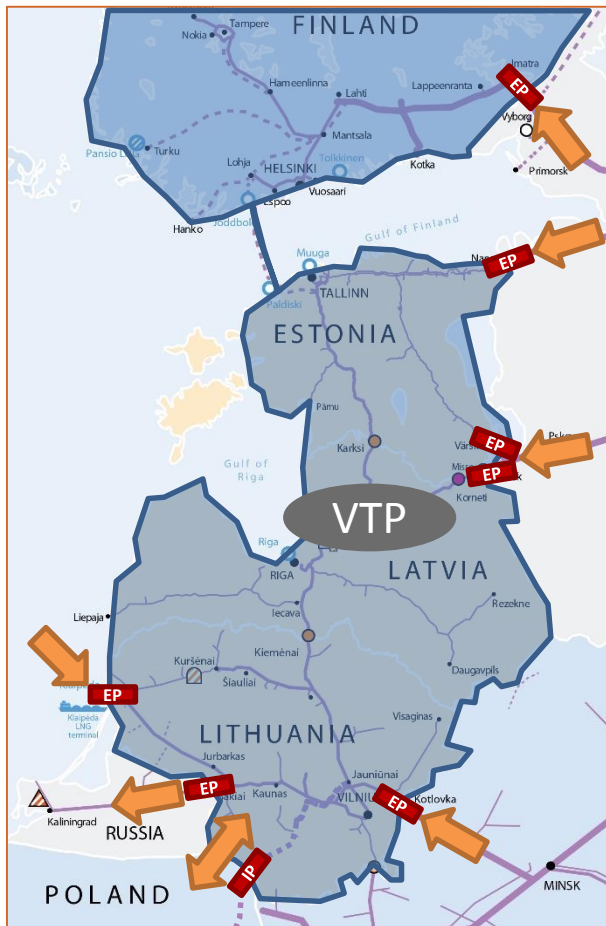 FINLAND
Tampere
Nokia
Hameenlinna
Lahti
Lappeenranta
Imatra
EP
Vyborg
Mantsala
Pansio
Turku
Lohja
HELSINKI
Tolkkinen
Kotka
Primorsk
Espoo
Vuosaari
Hanko
Gulf of Finland
Muuga
EP
TALLINN
Paldiski
ESTONIA
Pärnu
Karksi
EP
EP
Korneti
Gulf of
Riga
VTP
Riga
RIGA
LATVIA
Iecava
Rezekne
Liepaja
Kiemėnai
Kuršėnai
Šiauliai
Daugavpils
EP
Klaipėda
LNG
terminal
LITHUANIA
Visaginas
Jurbarkas
Jauniūnai
EP
Kaunas
EP
Kotlovka
Kaliningrad
RUSSIA
IP
POLAND
MINSK